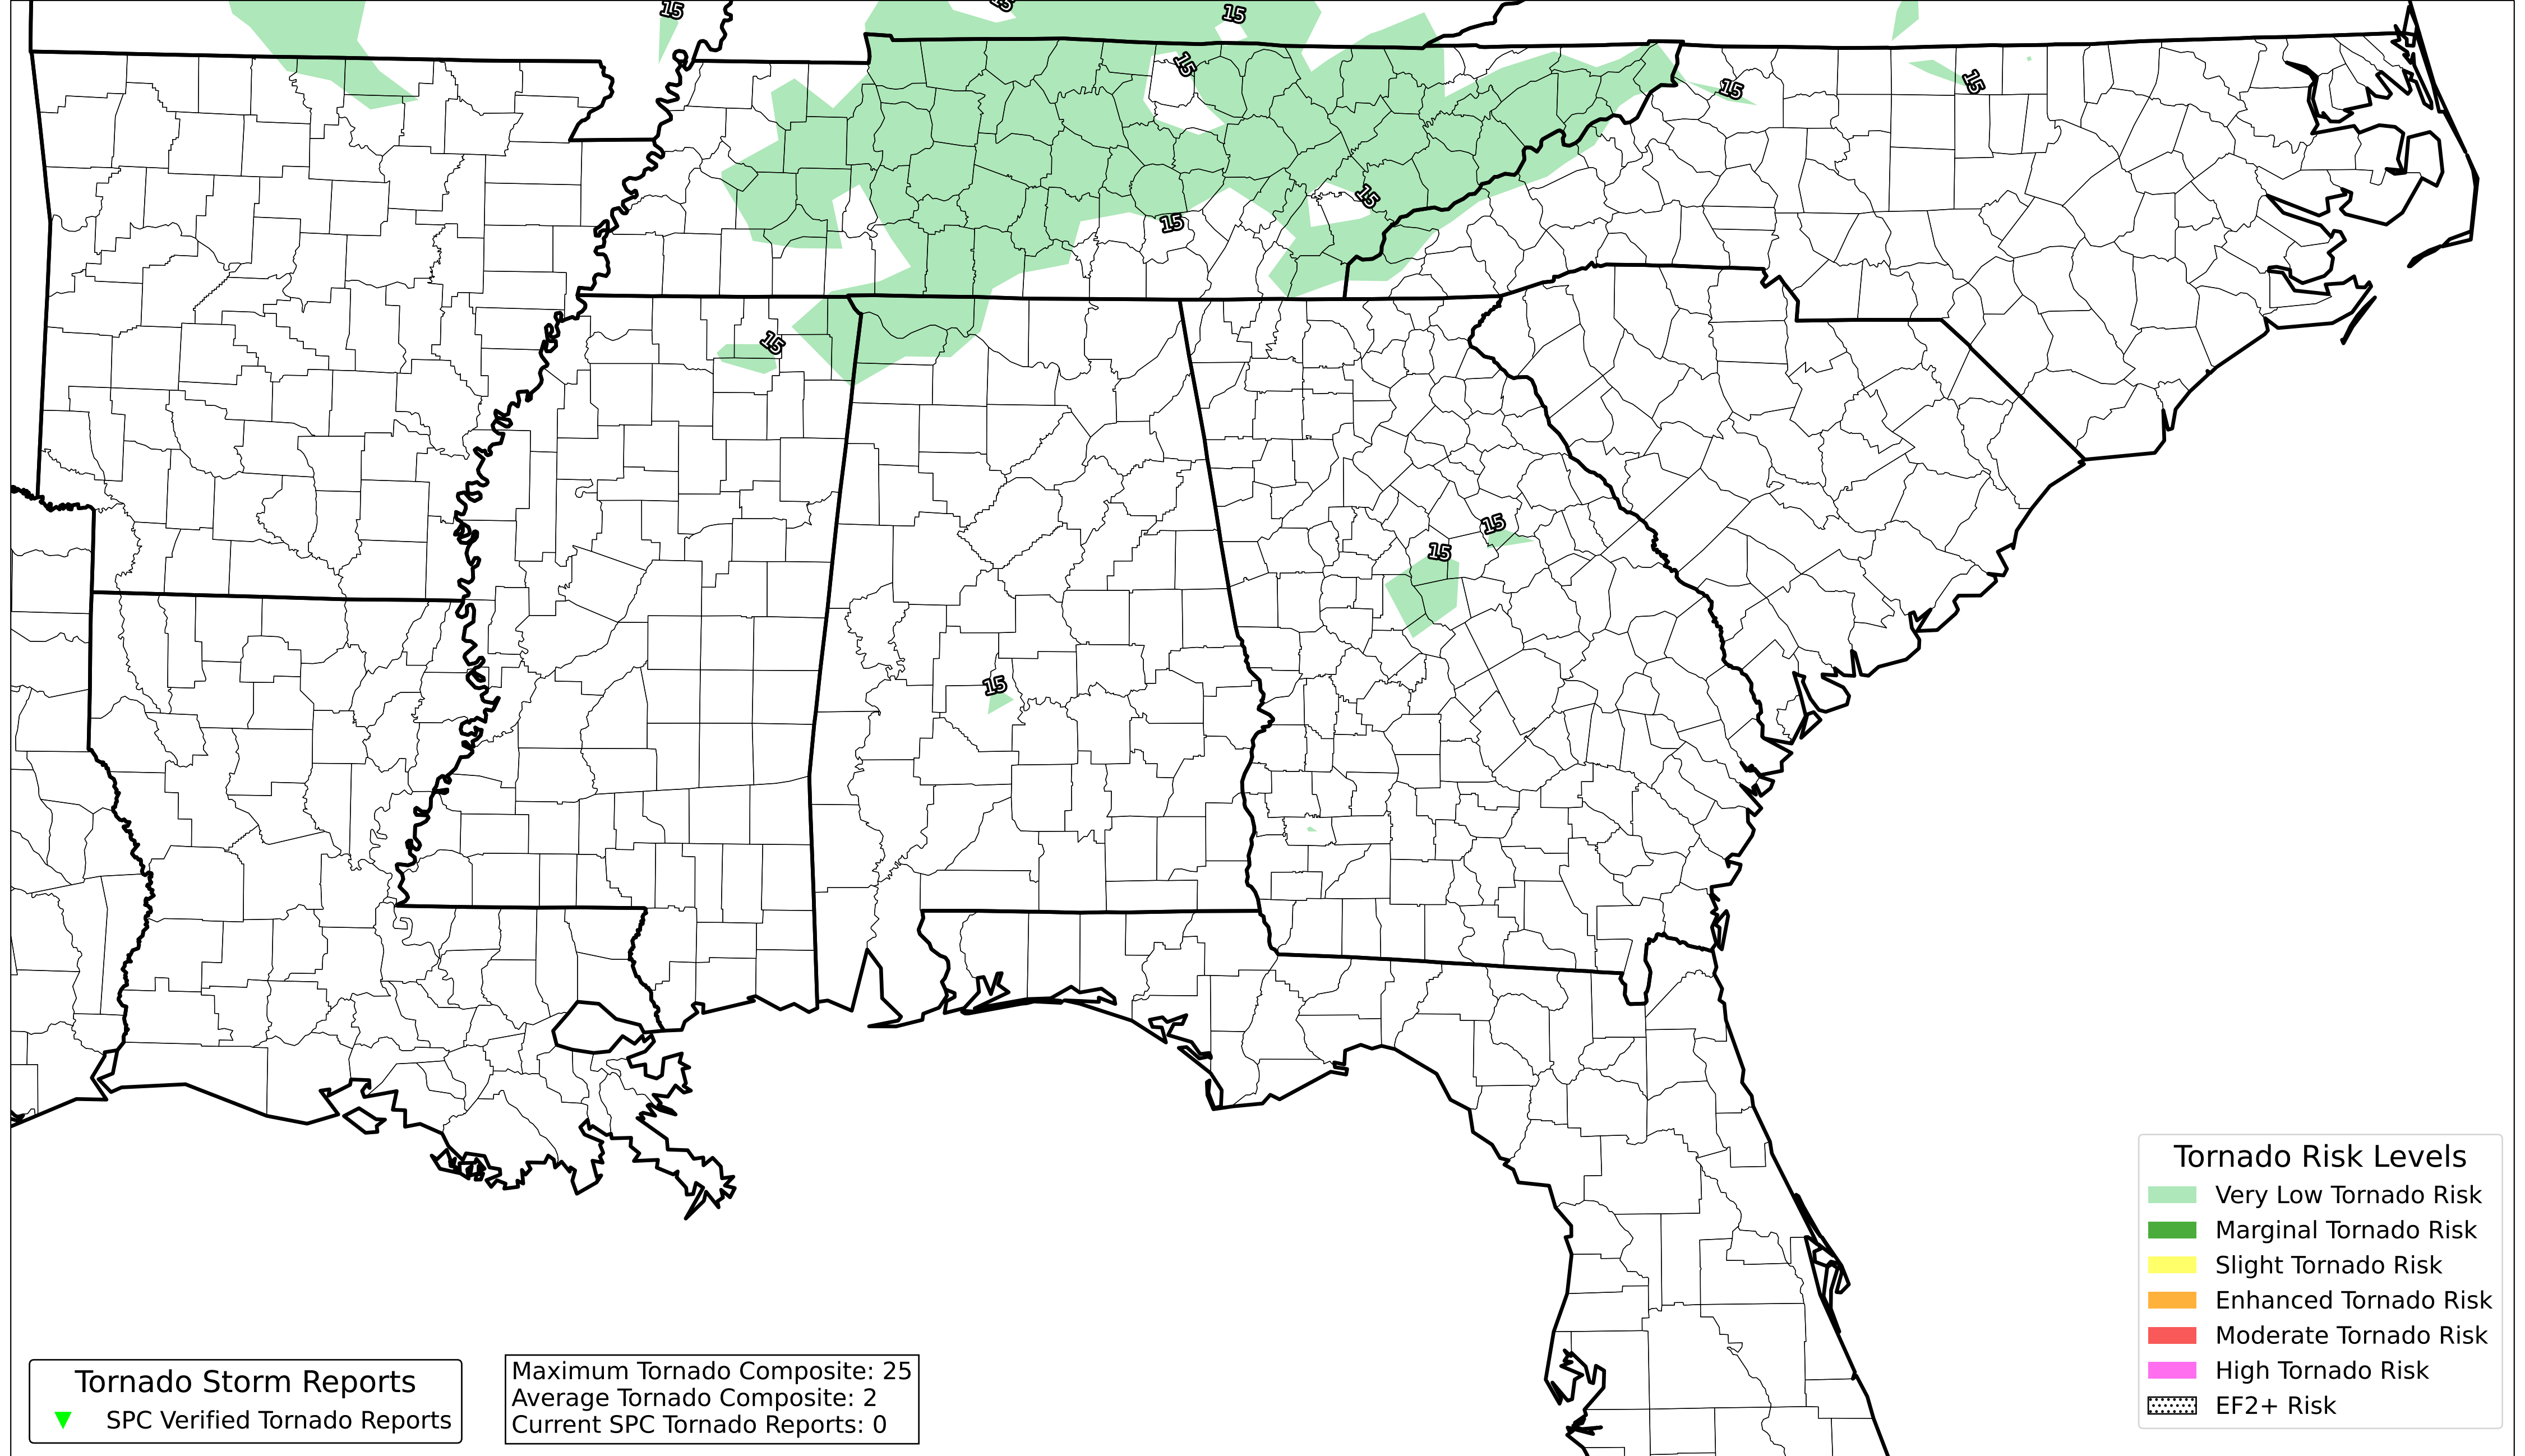 15
15
15
15
15
15
15
15
15
15
15
15
Tornado Risk Levels
Very Low Tornado Risk
Marginal Tornado Risk
Slight Tornado Risk
Enhanced Tornado Risk
Moderate Tornado Risk
High Tornado Risk
EF2+ Risk
Tornado Storm Reports
SPC Verified Tornado Reports
Maximum Tornado Composite: 25
Average Tornado Composite: 2
Current SPC Tornado Reports: 0